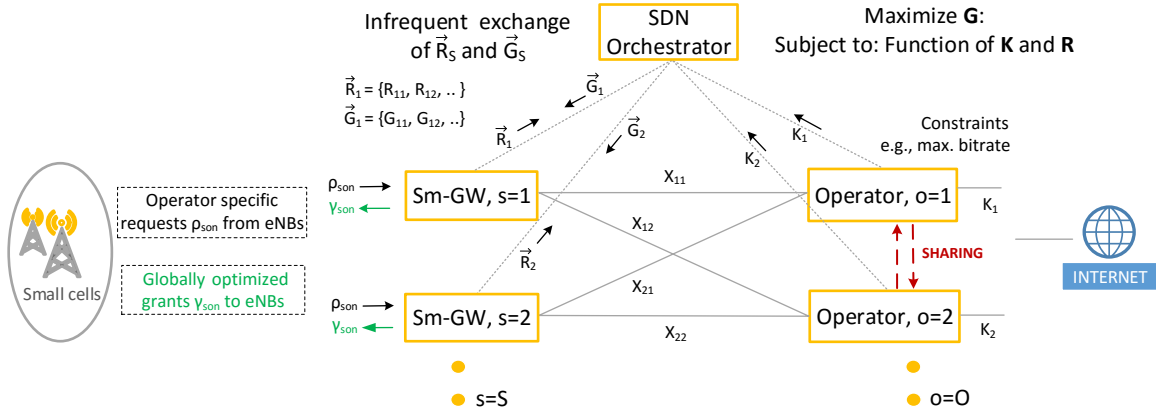 Infrequent exchange
of R⃗S and G⃗S
R⃗1 = {R11, R12, .. }
G⃗1 = {G11, G12, ..}
SDN
Orchestrator
Maximize G:
Subject to: Function of K and R
G⃗1
R⃗1
G⃗2
K1
K2
Constraints
e.g., max. bitrate
Operator specific
requests ρson from eNBs
Globally optimized
grants γson to eNBs
Small cells
ρson
γson
Sm-GW, s=1
X11
Operator, o=1
K1
X12
R⃗2
SHARING
INTERNET
X21
ρson
γson
Sm-GW, s=2
X22
Operator, o=2
K2
s=S
o=O